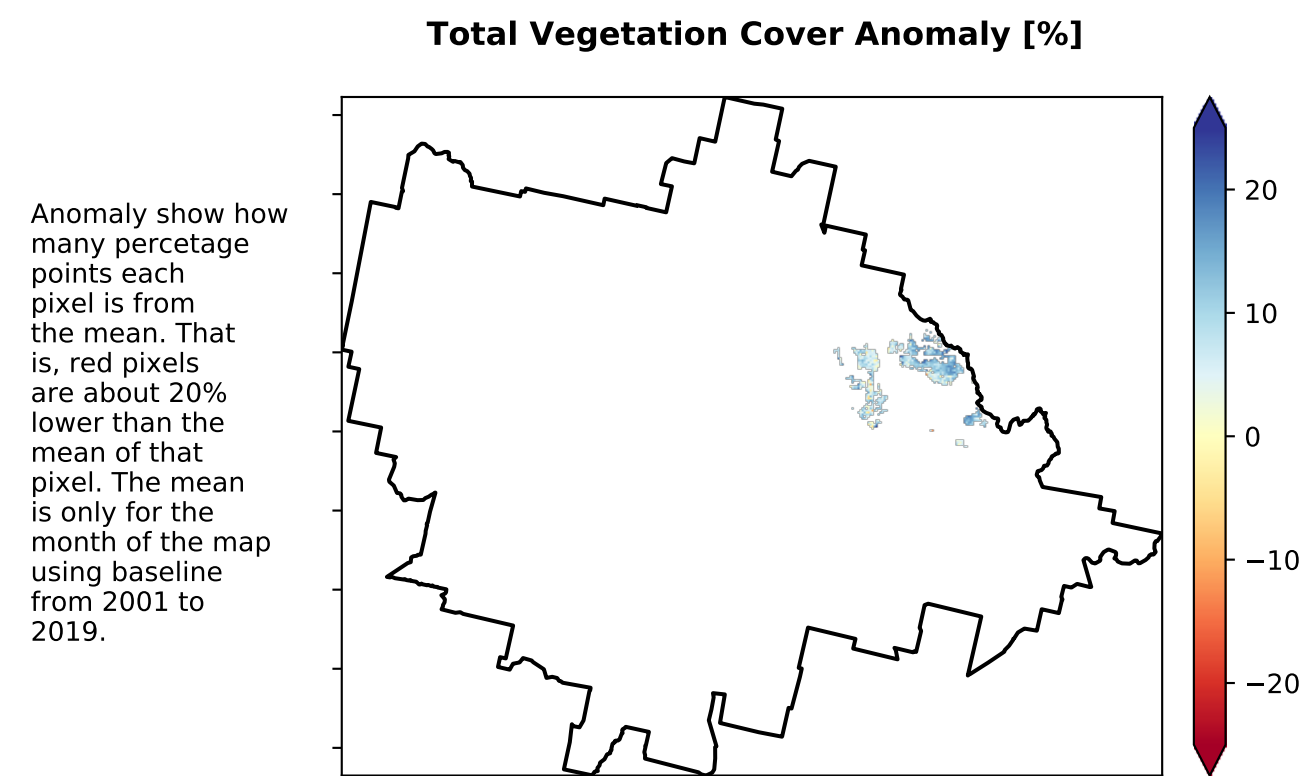 Total Vegetation Cover Anomaly [%]
Anomaly show how
many percetage
points each
pixel is from
the mean. That
is, red pixels
are about 20%
lower than the
mean of that
pixel. The mean
is only for the
month of the map
using baseline
from 2001 to
2019.
20
10
0
−10
−20